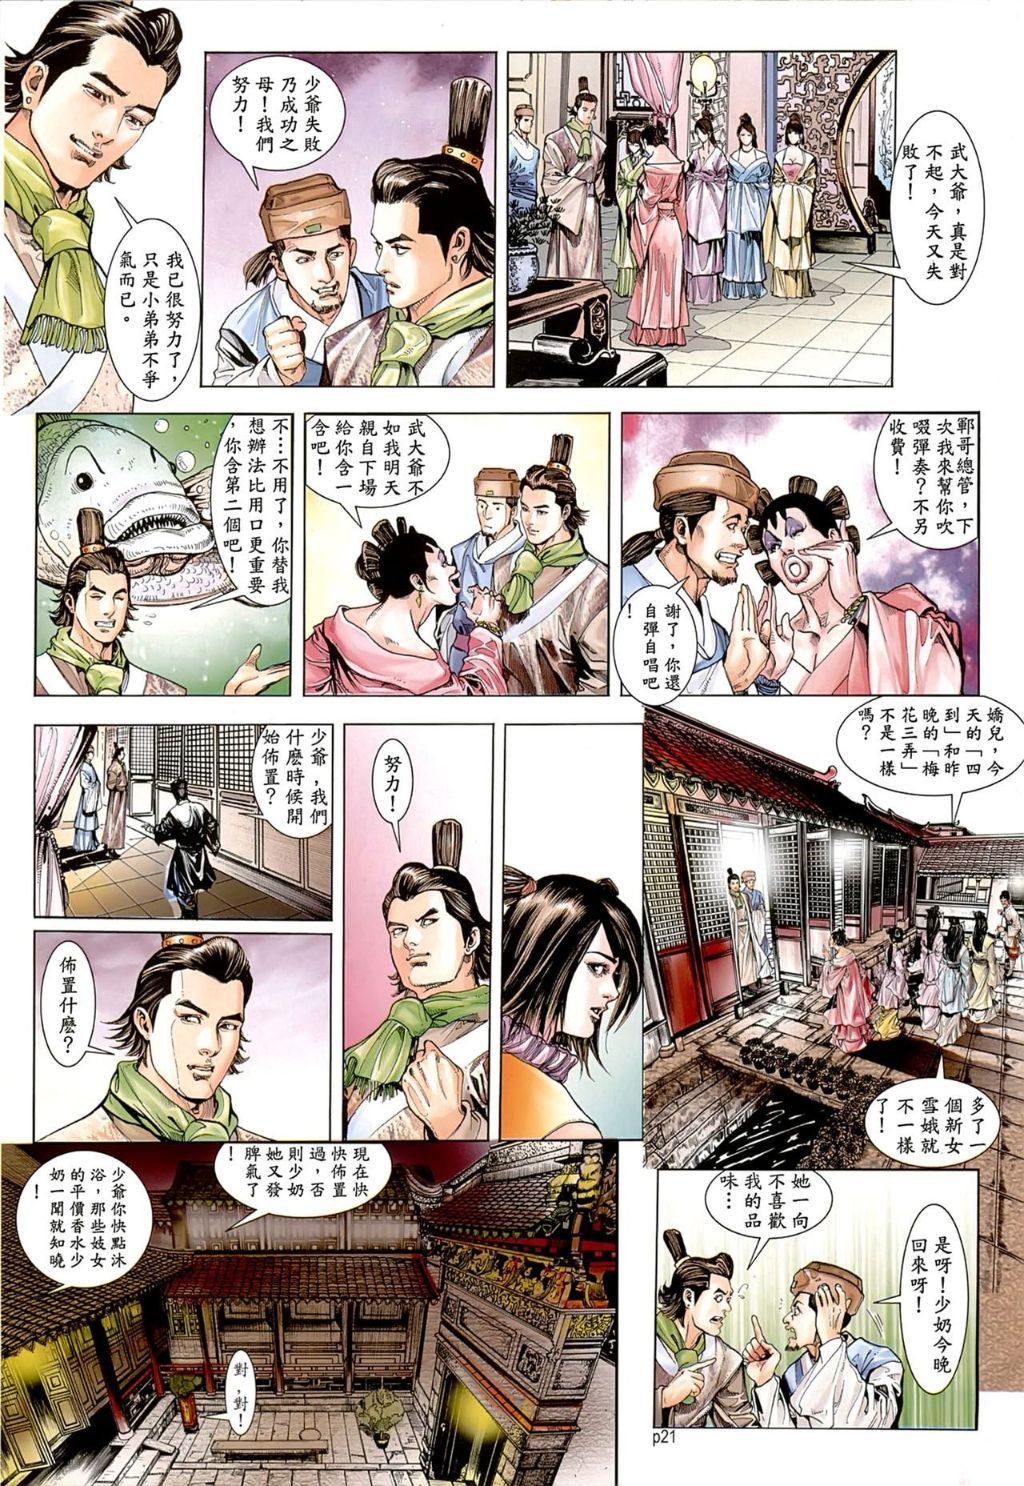 武大爺，真是對
不起，今天又失
敗了！
少爺失敗
乃成功之
母！我們
努力！
我已很努力了，
只是小弟弟不爭
氣而已。
鄆哥總管，下
次我來幫你吹
啜彈奏？不另
收費！
謝了，你還
自彈自唱吧
！
武大爺不
如我明天
親自下場
給你含一
含吧！
不…不用了，你替我
想辦法比用口更重要
，你含第二個吧！
嬌兒，今
天的「四
到」和昨
晚的「梅
花三弄」
不是一樣
嗎？
多了一
個新女
雪娥就
不一樣
了！
努力！
少爺，我們
什麼時候開
始佈置？
佈置什麼？
是呀！少奶今晚
回來呀！
她一向
不喜歡
我的品
味…
現在快
快佈置
過，否
則少奶
她又發
脾氣了
！
少爺你快點沐
浴，那些妓女
的平價香水少
奶一聞就知曉
！
對，對！
p21